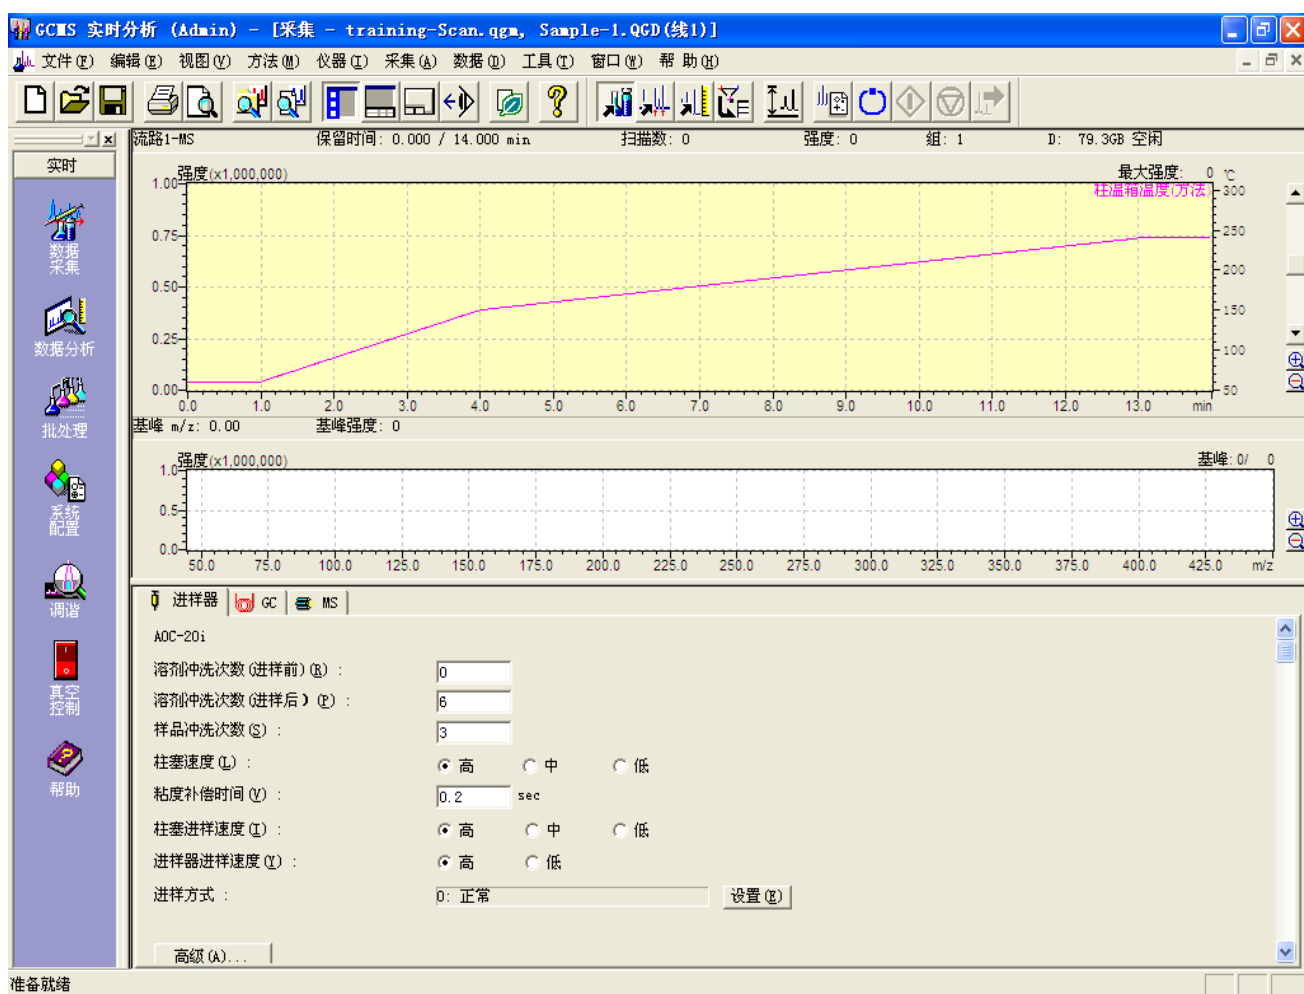 GCMS 实时分析 (Admin) - [采集 - training-Scan.qgm, Sample-1.QGD(线1)]
文件(F) 编辑(E) 视图(V) 方法(M) 仪器(I) 采集(A) 数据(D) 工具(T) 窗口(W) 帮 助(H)
流路1-MS 保留时间: 0.000 / 14.000 min 扫描数: 0 强度: 0 组: 1 D: 79.3GB 空闲
实时
数据
采集
数据分析
批处理
系统
配置
调谐
真空
控制
帮助
强度(x1,000,000) 最大强度: 0 ℃
柱温箱温度(方法)
1.00 300
0.75 250
200
0.50
150
0.25
100
0.00 50
0.0 1.0 2.0 3.0 4.0 5.0 6.0 7.0 8.0 9.0 10.0 11.0 12.0 13.0 min
基峰 m/z: 0.00 基峰强度: 0
强度(x1,000,000) 基峰: 0/ 0
1.0
0.5
0.0
50.0 75.0 100.0 125.0 150.0 175.0 200.0 225.0 250.0 275.0 300.0 325.0 350.0 375.0 400.0 425.0 m/z
进样器 GC MS
AOC-20i
溶剂冲洗次数(进样前)(R) : 0
溶剂冲洗次数(进样后) (P) : 6
样品冲洗次数(S) : 3
柱塞速度(L) : 高 中 低
粘度补偿时间(V) : 0.2 sec
柱塞进样速度(I) : 高 中 低
进样器进样速度(Y) : 高 低
进样方式 : 0: 正常 设置(E)
高级(A)...
准备就绪